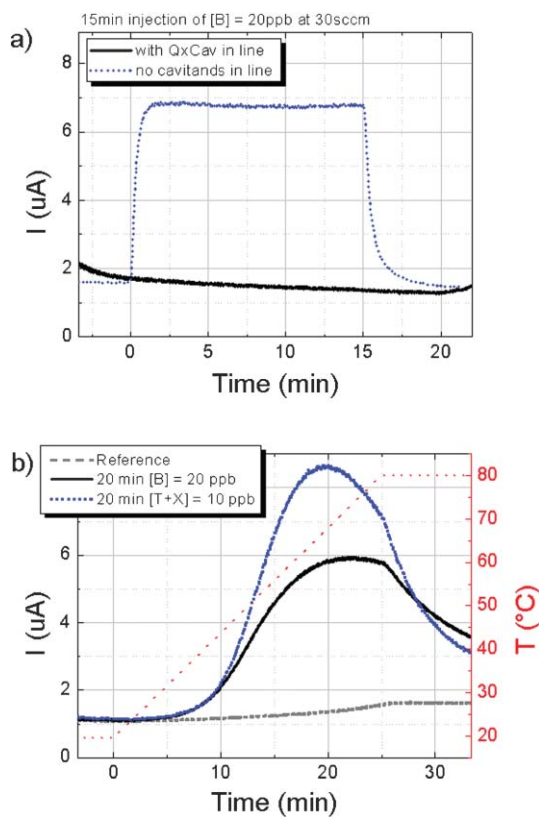 15min injection of [B] = 20ppb at 30sccm
a)
with QxCav in line
no cavitands in line
8
6
4
2
0
I (uA)
0 5 10 15 20
Time (min)
b)
Reference
20 min [B] = 20 ppb
20 min [T+X] = 10 ppb
6
4
2
0
I (uA)
80
70
60
50
40
30
20
T (°C)
0 10 20 30
Time (min)